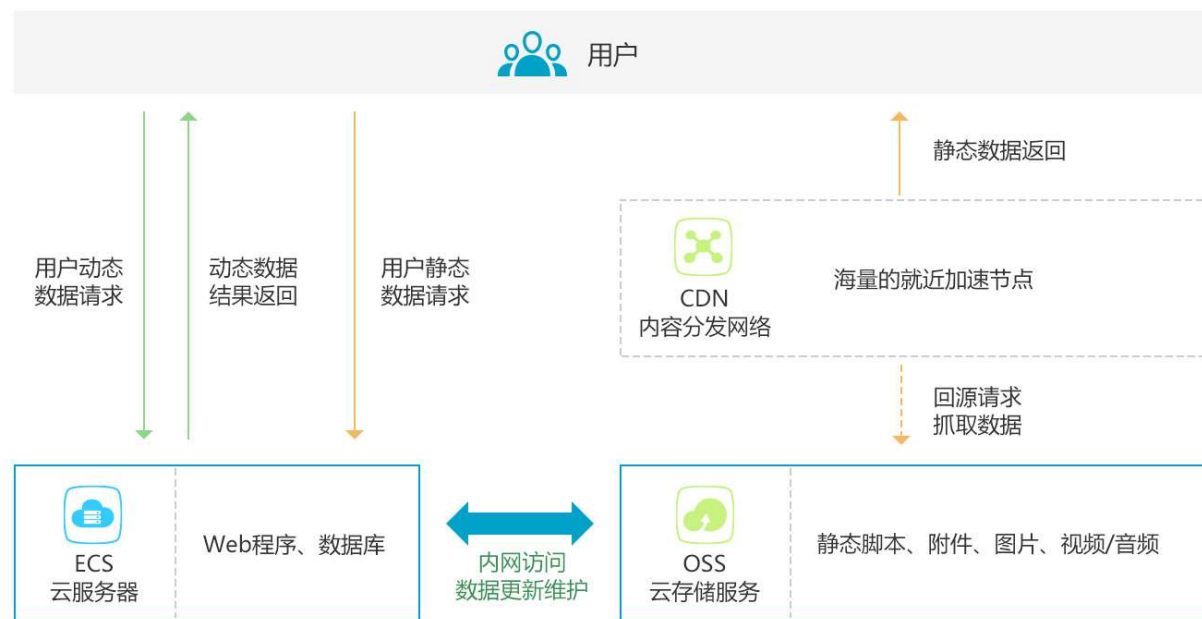 用户
静态数据返回
用户动态
数据请求
动态数据
结果返回
用户静态
数据请求
CDN
内容分发网络
海量的就近加速节点
回源请求
抓取数据
ECS
云服务器
Web程序、数据库
内网访问
数据更新维护
OSS
云存储服务
静态脚本、附件、图片、视频/音频